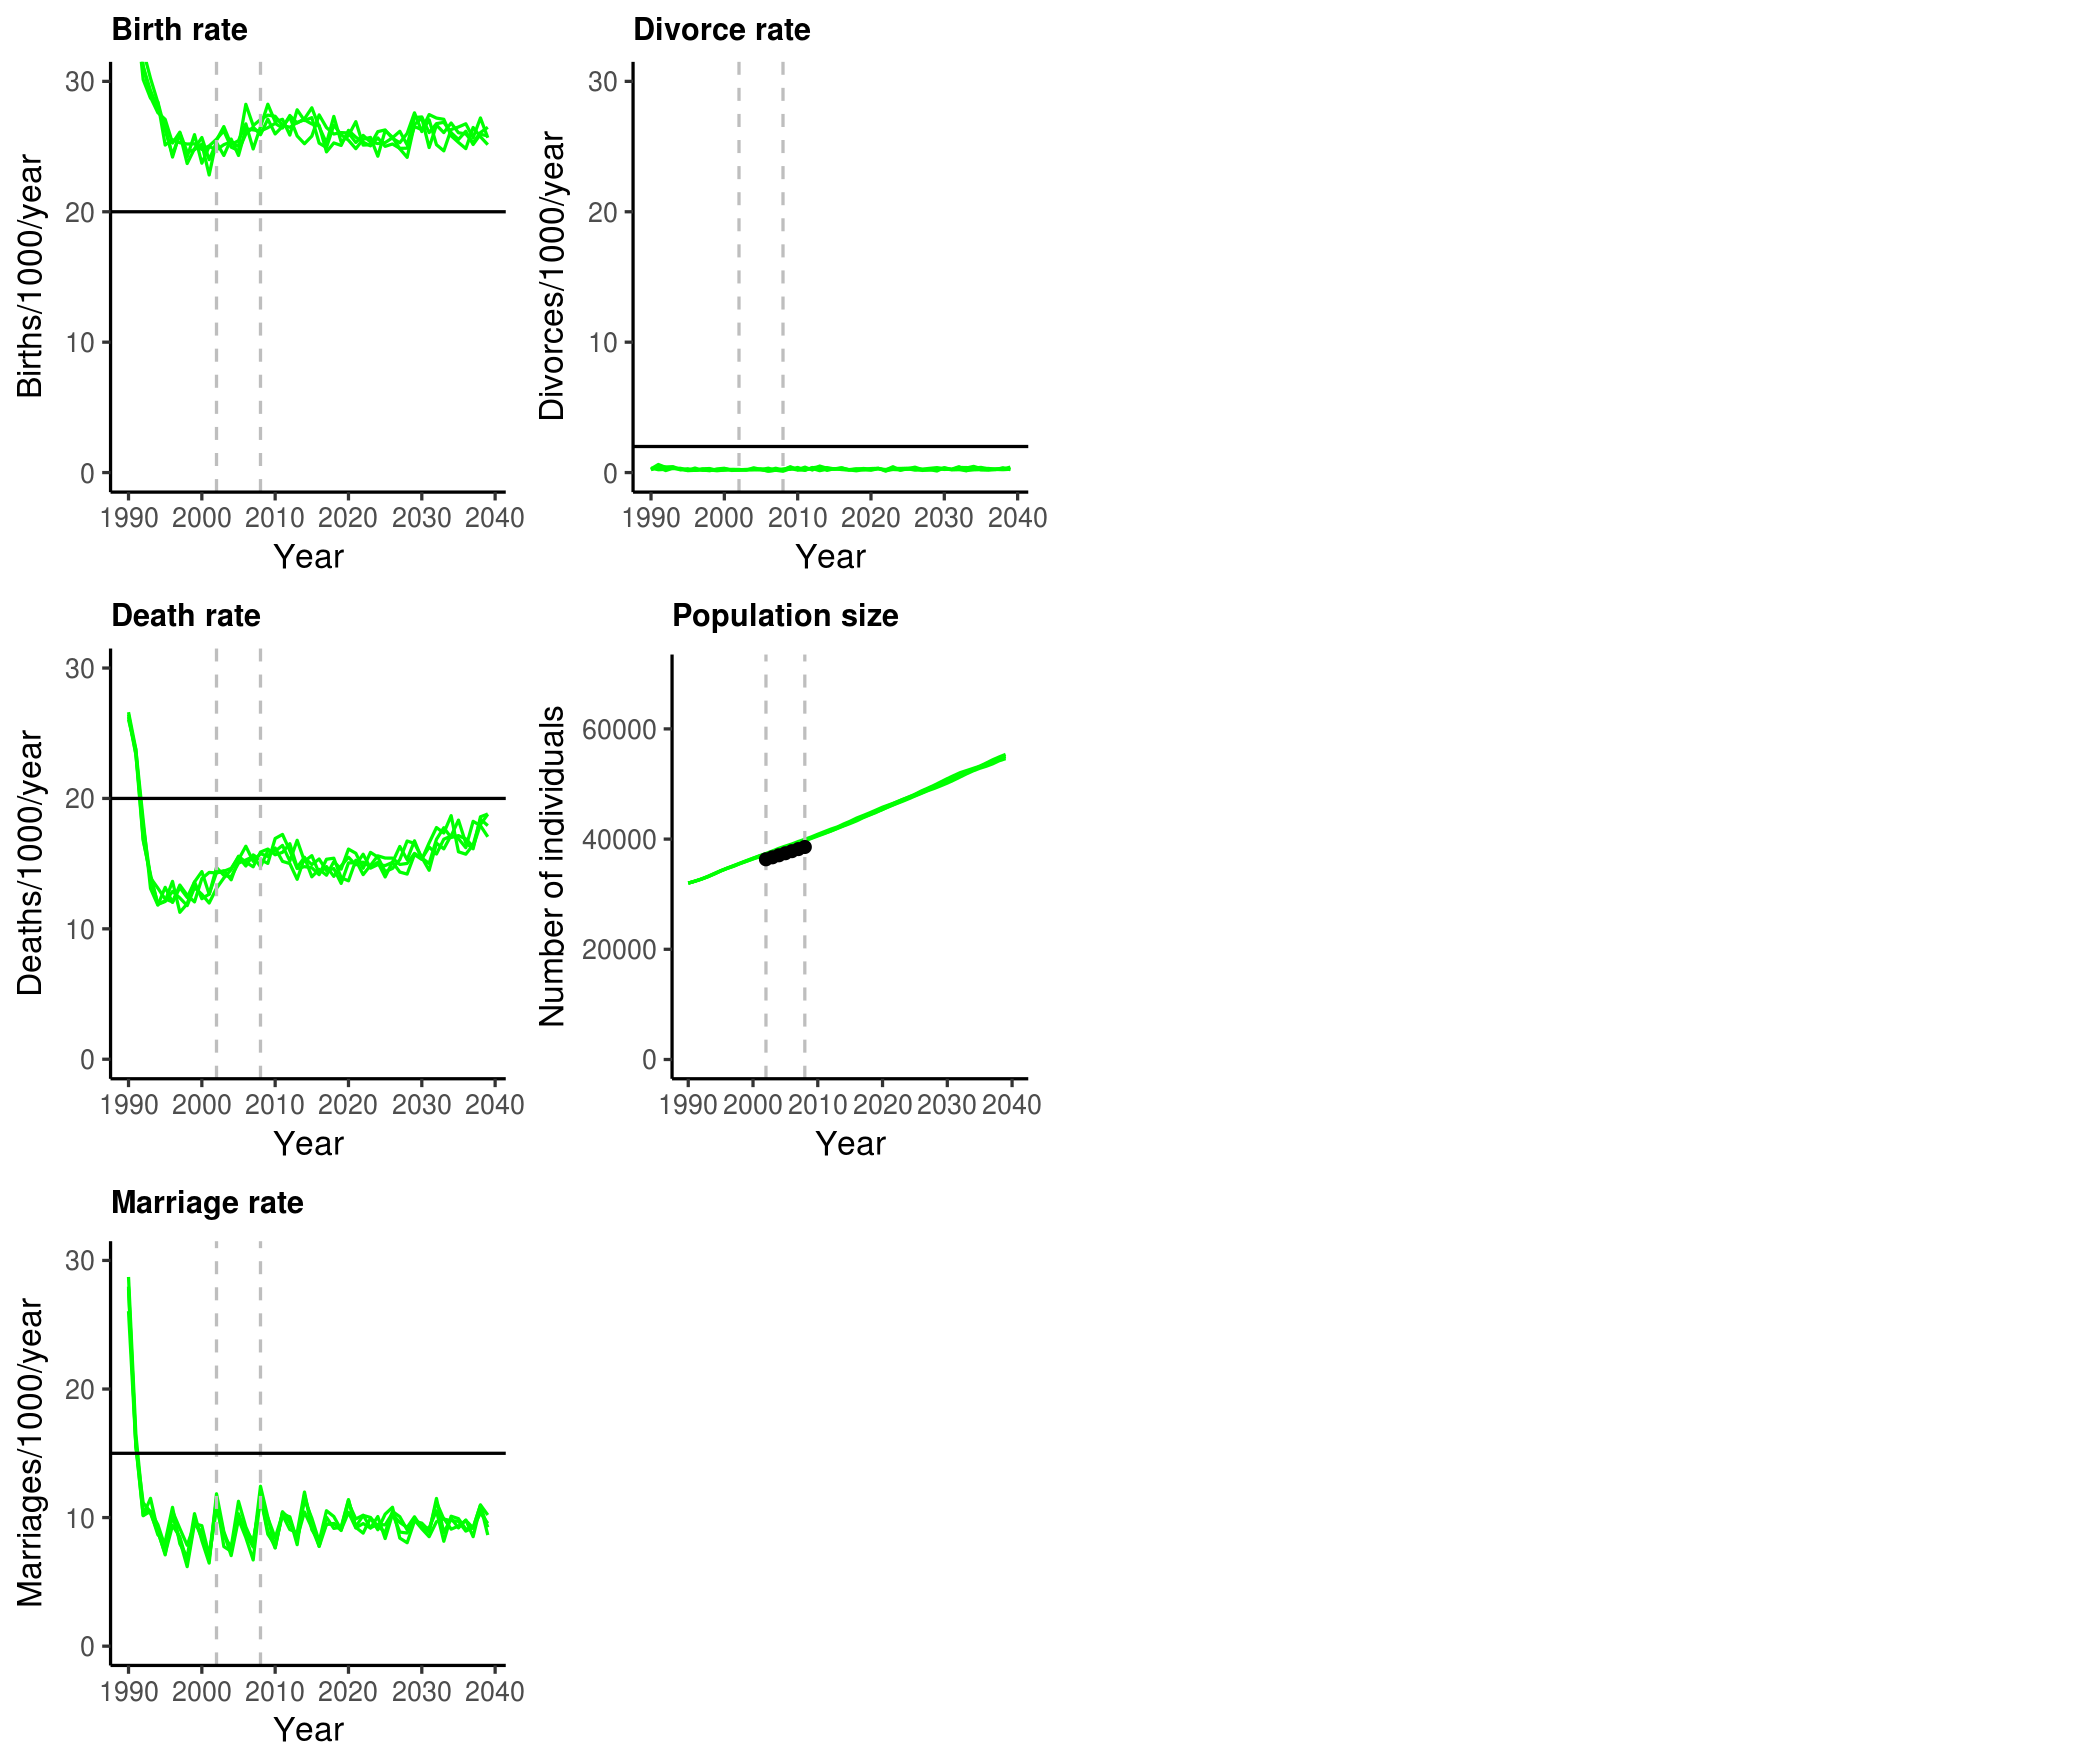 Birth rate
Births/1000/year
30
20
10
0
1990 2000 2010 2020 2030 2040
Year
Divorce rate
Divorces/1000/year
30
20
10
0
1990 2000 2010 2020 2030 2040
Year
Death rate
Deaths/1000/year
30
20
10
0
1990 2000 2010 2020 2030 2040
Year
Population size
Number of individuals
60000
40000
20000
0
1990 2000 2010 2020 2030 2040
Year
Marriage rate
Marriages/1000/year
30
20
10
0
1990 2000 2010 2020 2030 2040
Year